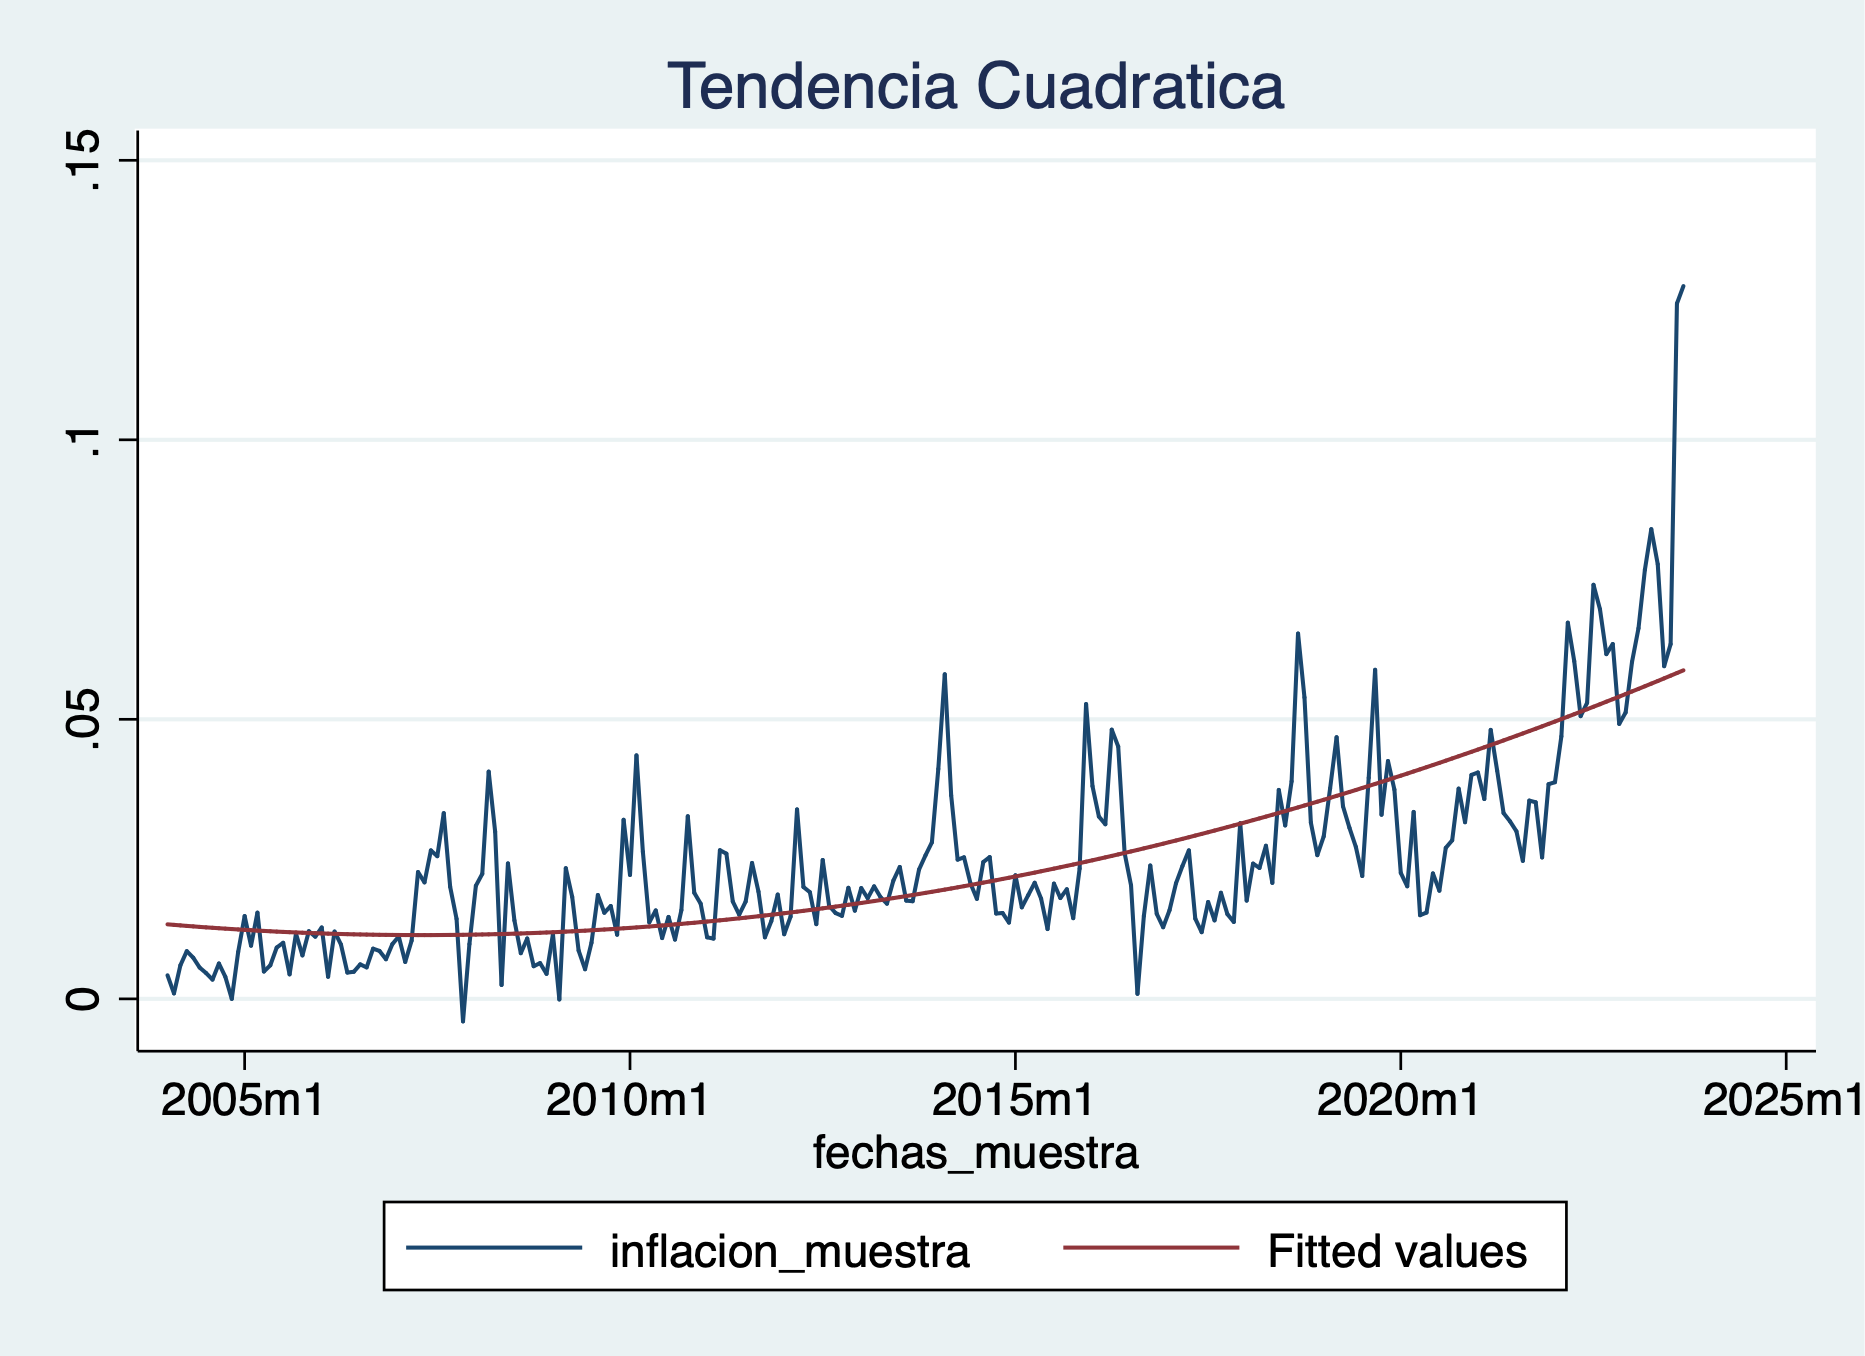 Tendencia Cuadratica
.15
.1
.05
0
2005m1 2010m1 2015m1 2020m1 2025m1
fechas_muestra
inflacion_muestra Fitted values